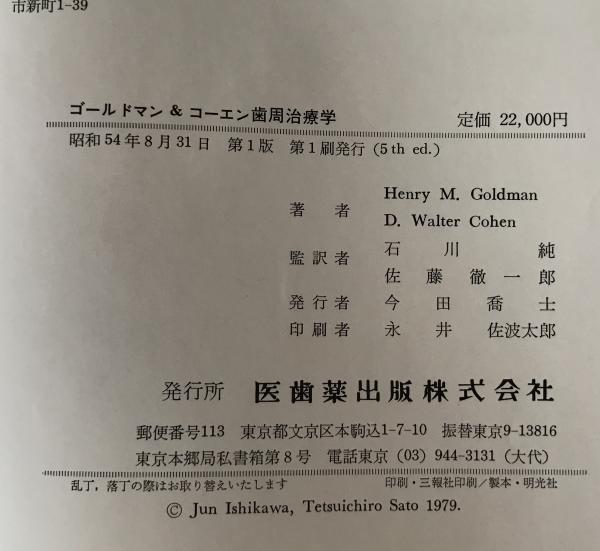 市新町1-39
ゴールドマン & コーエン歯周治療学 定価 22,000円
昭和54年8月31日 第1版 第1刷発行 (5th ed.)
著者 Henry M. Goldman
D. Walter Cohen
監訳者 石川純
佐藤徹一郎
発行者 今田喬士
印刷者 永井佐波太郎
発行所 医歯薬出版株式会社
郵便番号113 東京都文京区本駒込1-7-10 振替東京9-13816
東京本郷局私書箱第8号 電話東京 (03) 944-3131 (大代)
乱丁，落丁の際はお取り替えいたします 印刷・三報社印刷/製本・明光社
© Jun Ishikawa, Tetsuichiro Sato 1979.